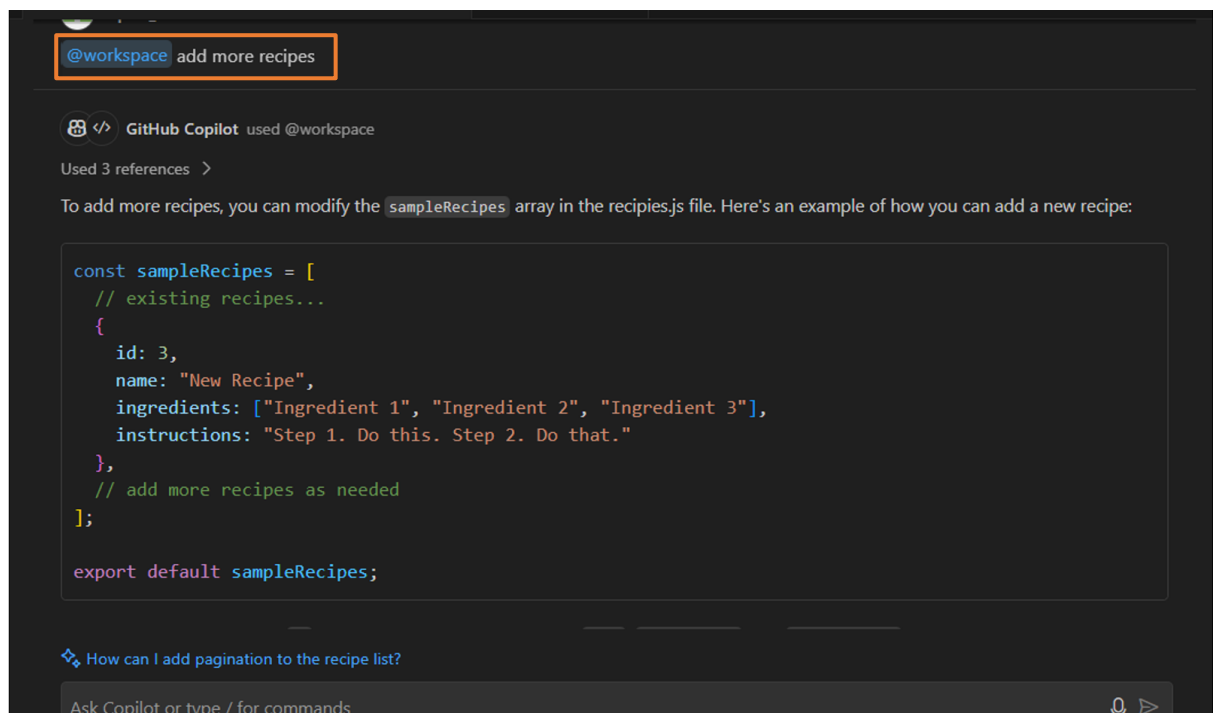 @workspace add more recipes
GitHub Copilot used @workspace
Used 3 references
To add more recipes, you can modify the sampleRecipes array in the recipies.js file. Here's an example of how you can add a new recipe:
const sampleRecipes = [
  // existing recipes...
  {
    id: 3,
    name: "New Recipe",
    ingredients: ["Ingredient 1", "Ingredient 2", "Ingredient 3"],
    instructions: "Step 1. Do this. Step 2. Do that."
  },
  // add more recipes as needed
];
export default sampleRecipes;
How can I add pagination to the recipe list?
Ask Copilot or type / for commands